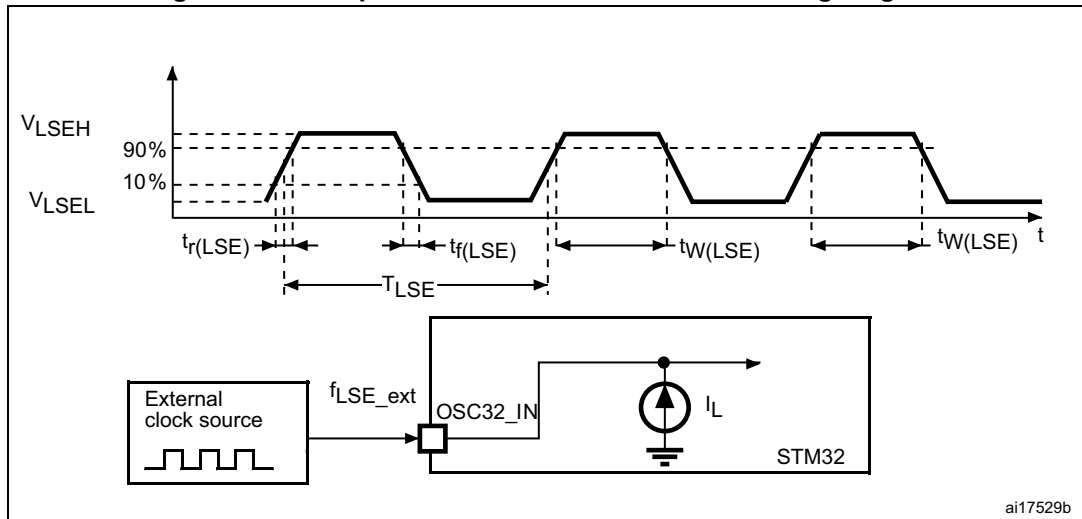 VLSEH
90%
10%
VLSEL
tr(LSE)
tf(LSE)
tW(LSE)
tW(LSE)
t
TLSE
External
clock source
fLSE_ext
OSC32_IN
IL
STM32
ai17529b